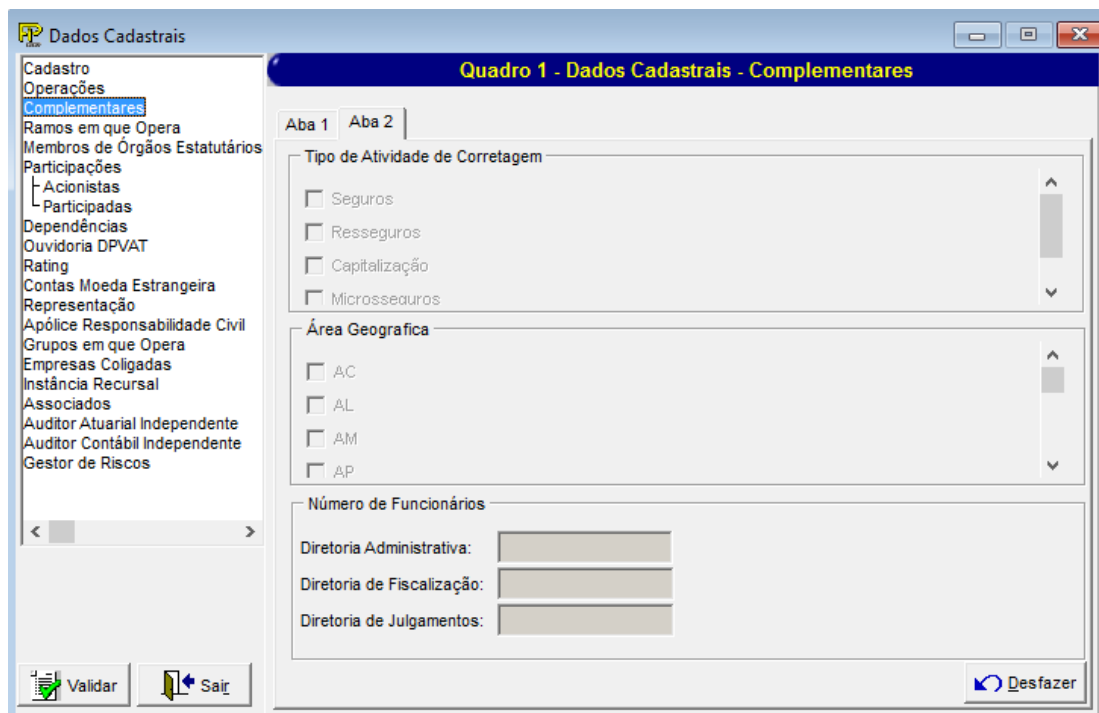 Dados Cadastrais
Cadastro
Operações
Complementares
Ramos em que Opera
Membros de Órgãos Estatutários
Participações
Acionistas
Participadas
Dependências
Ouvidoria DPVAT
Rating
Contas Moeda Estrangeira
Representação
Apólice Responsabilidade Civil
Grupos em que Opera
Empresas Coligadas
Instância Recursal
Associados
Auditor Atuarial Independente
Auditor Contábil Independente
Gestor de Riscos
Validar
Sair
Quadro 1 - Dados Cadastrais - Complementares
Aba 1
Aba 2
Tipo de Atividade de Corretagem
Seguros
Resseguros
Capitalização
Microsseguros
Área Geografica
AC
AL
AM
AP
Número de Funcionários
Diretoria Administrativa:
Diretoria de Fiscalização:
Diretoria de Julgamentos:
Desfazer